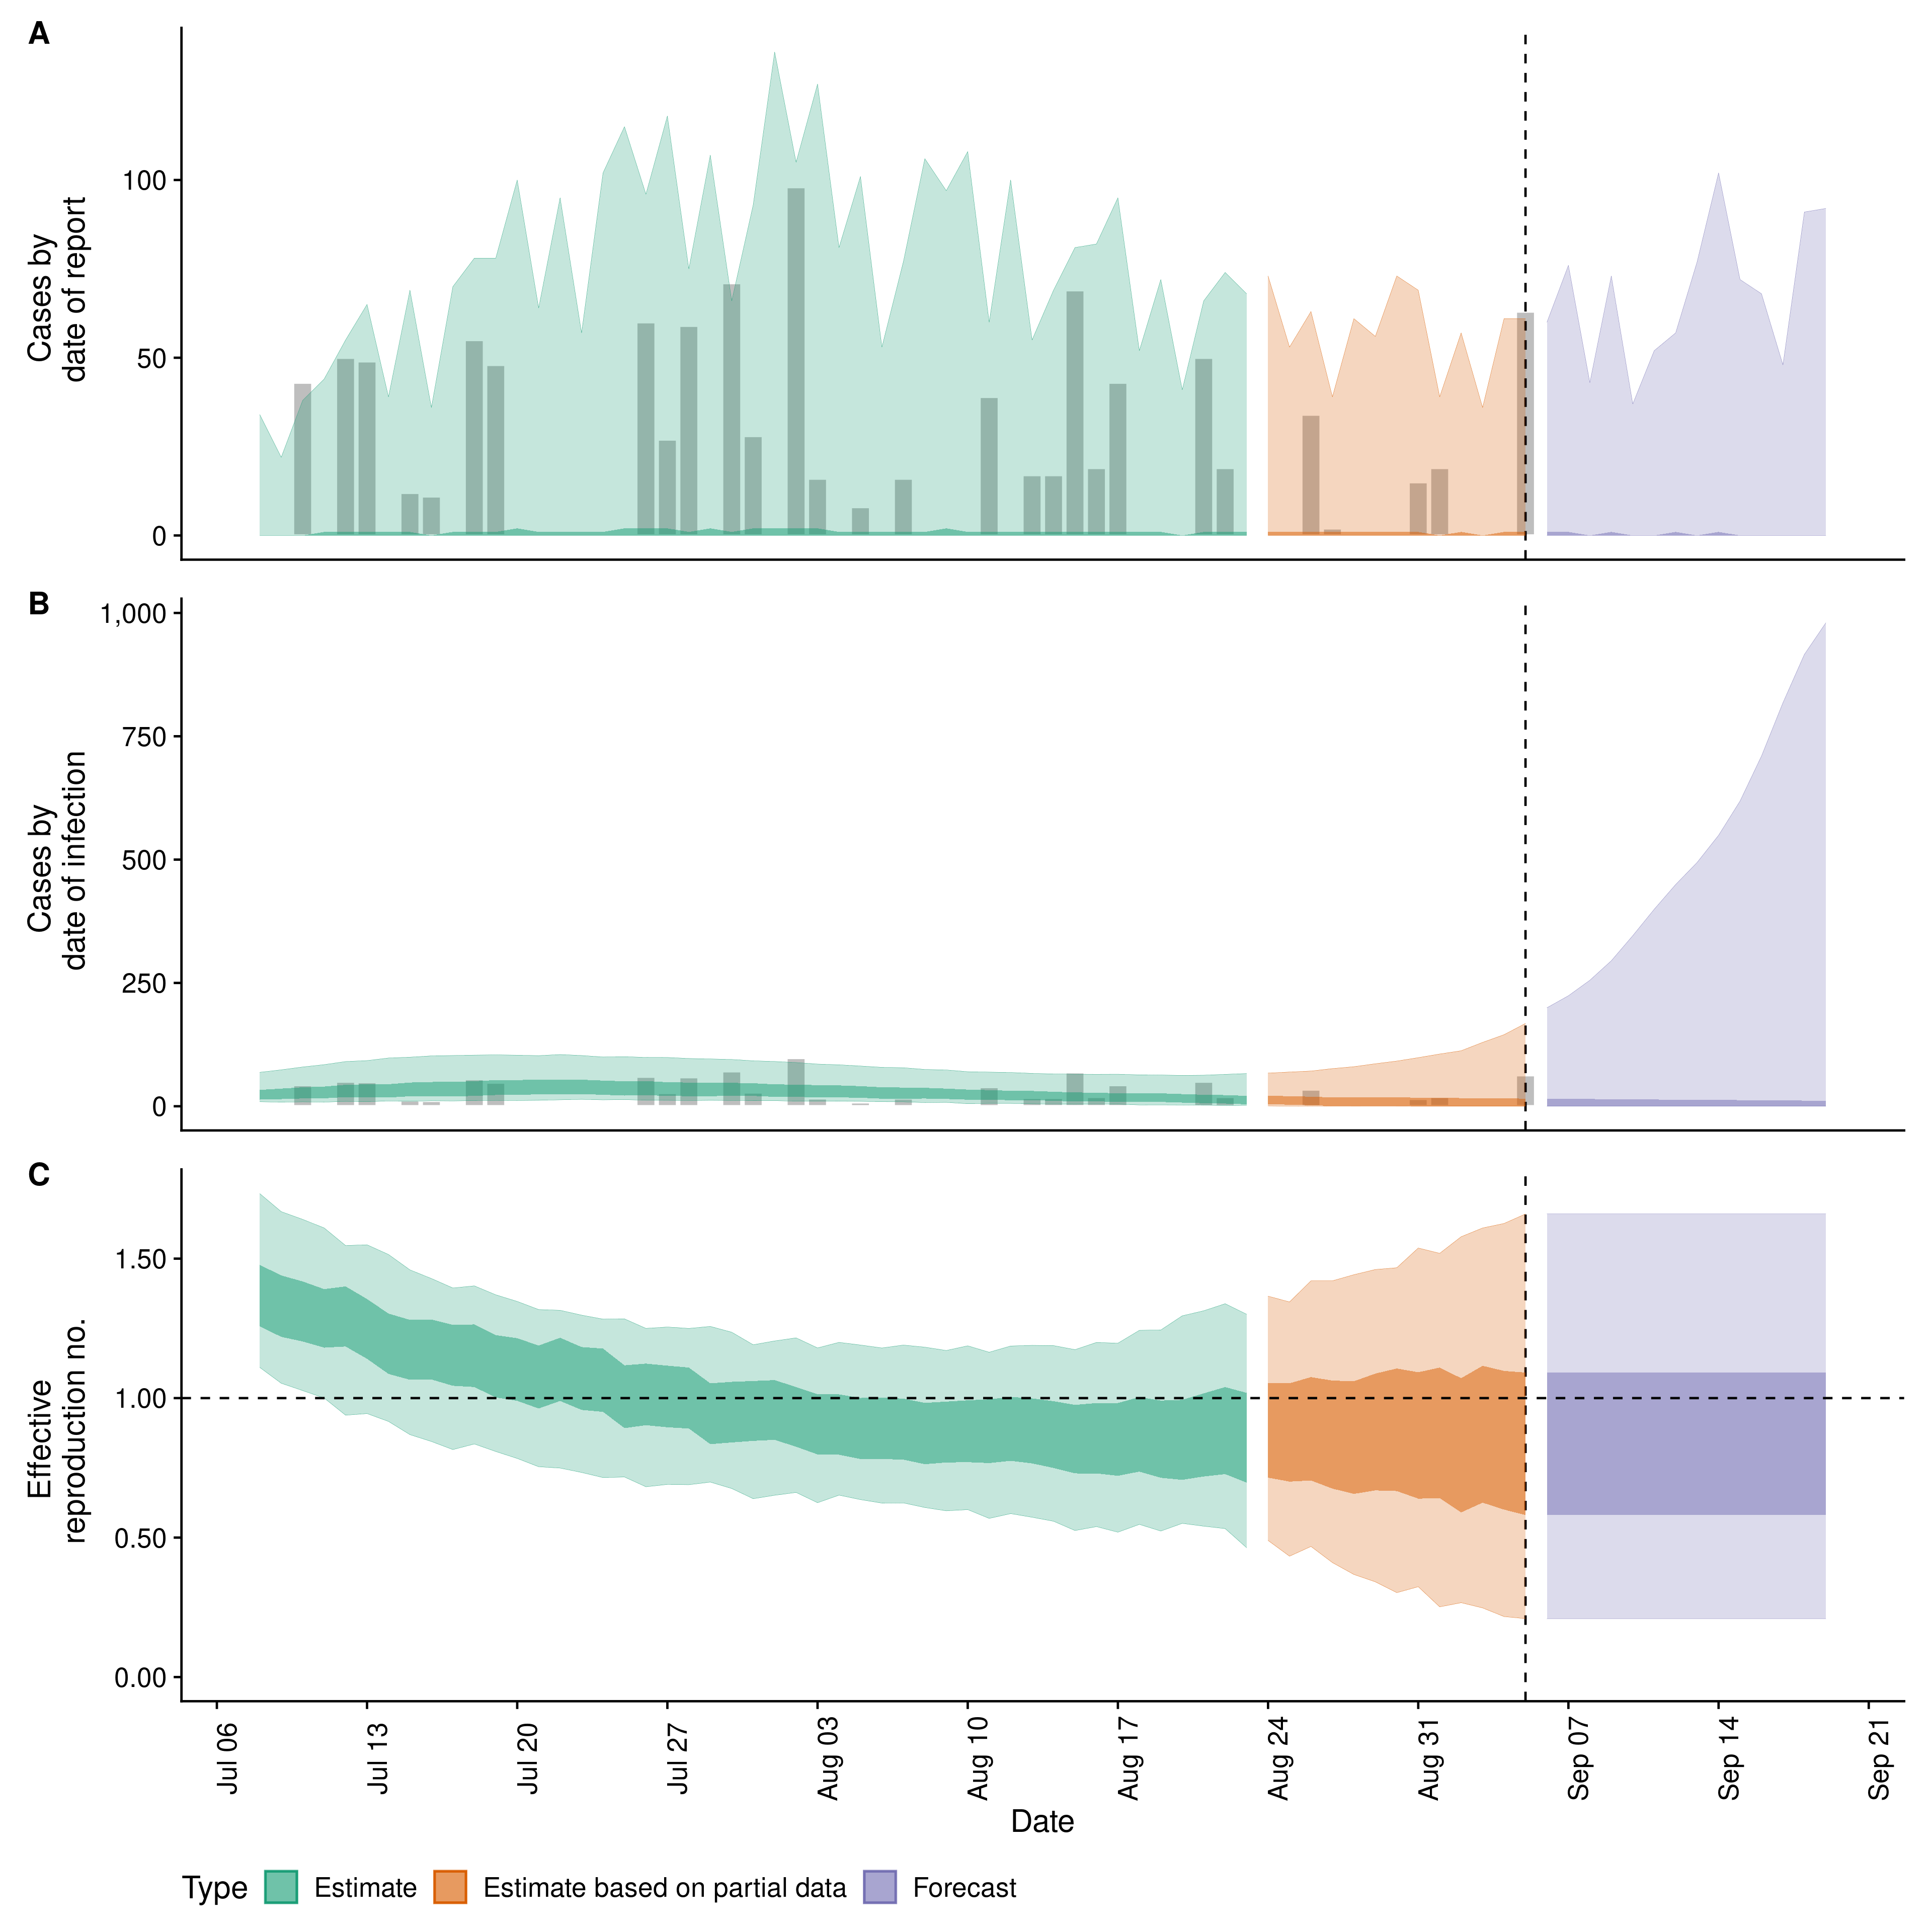 A
Cases by
date of report
100
50
0
B
Cases by
date of infection
1,000
750
500
250
0
C
Effective
reproduction no.
1.50
1.00
0.50
0.00
Jul 06
Jul 13
Jul 20
Jul 27
Aug 03
Aug 10
Aug 17
Aug 24
Aug 31
Sep 07
Sep 14
Sep 21
Date
Type Estimate Estimate based on partial data Forecast